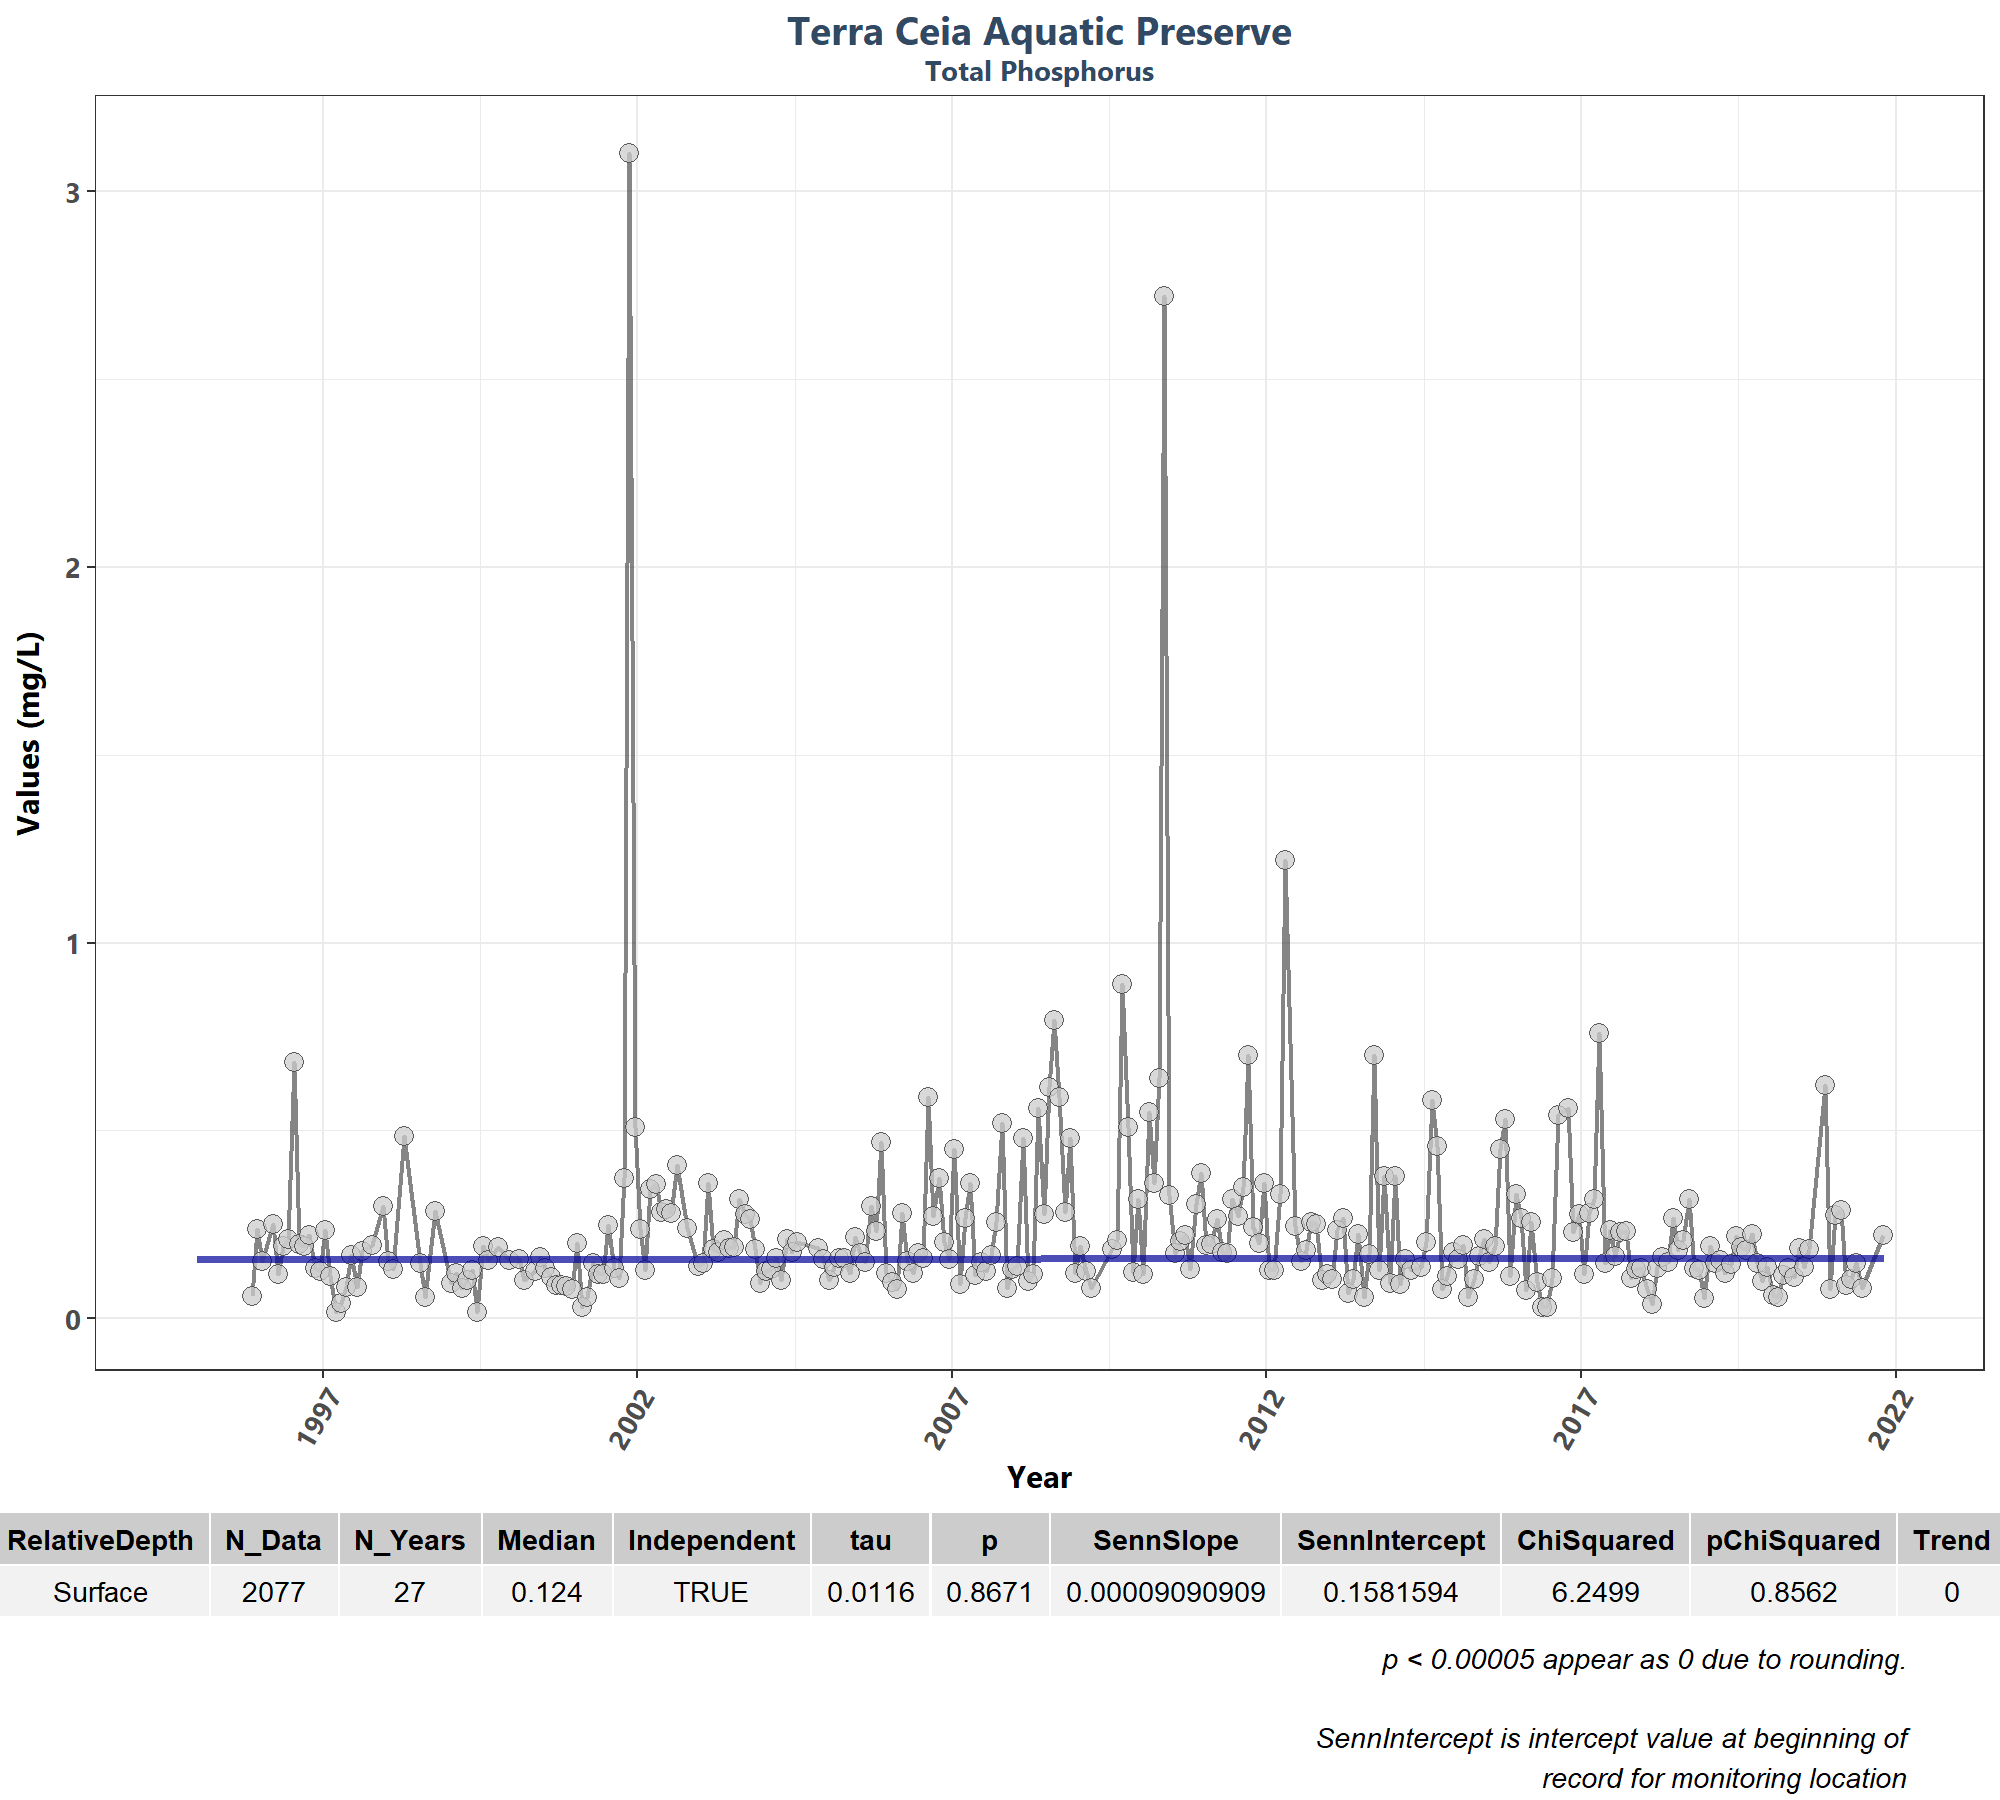 Terra Ceia Aquatic Preserve
Total Phosphorus
Values (mg/L)
3
2
1
0
1997 2002 2007 2012 2017 2022
Year
RelativeDepth N_Data N_Years Median Independent tau p SennSlope SennIntercept ChiSquared pChiSquared Trend
Surface 2077 27 0.124 TRUE 0.0116 0.8671 0.00009090909 0.1581594 6.2499 0.8562 0
p < 0.00005 appear as 0 due to rounding.
SennIntercept is intercept value at beginning of
record for monitoring location